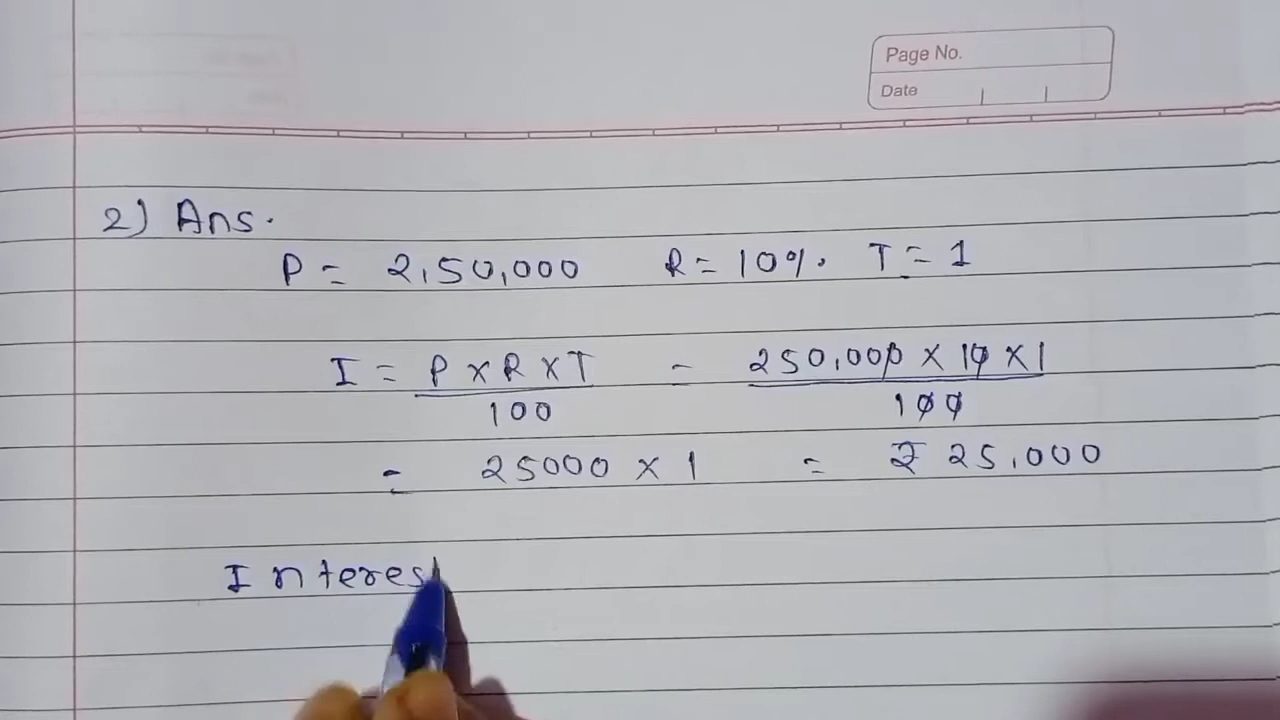 Page No.
Date
2) Ans.
P = 2,50,000 R = 10%. T = 1
I = P x R x T / 100 = 250,000 x 10 x 1 / 100
= 25000 x 1 = ₹ 25,000
Interes